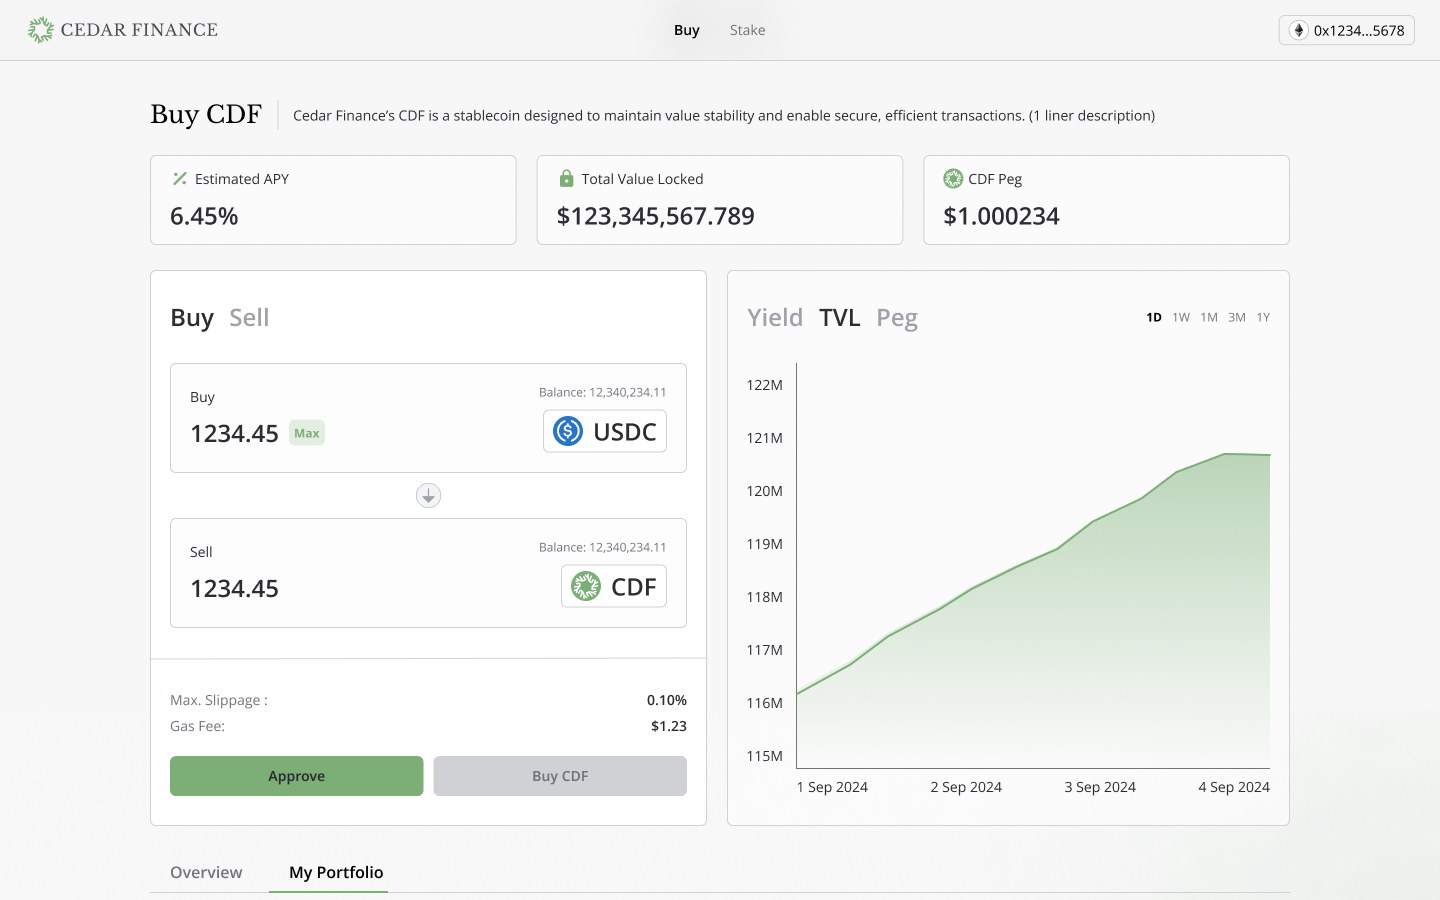 CEDAR FINANCE
Buy Stake
0x1234...5678
Buy CDF
Cedar Finance’s CDF is a stablecoin designed to maintain value stability and enable secure, efficient transactions. (1 liner description)
Estimated APY
6.45%
Total Value Locked
$123,345,567.789
CDF Peg
$1.000234
Buy Sell
Buy
Balance: 12,340,234.11
1234.45 Max
USDC
Sell
Balance: 12,340,234.11
1234.45
CDF
Max. Slippage : 0.10%
Gas Fee: $1.23
Approve Buy CDF
Yield TVL Peg
1D 1W 1M 3M 1Y
122M
121M
120M
119M
118M
117M
116M
115M
1 Sep 2024 2 Sep 2024 3 Sep 2024 4 Sep 2024
Overview My Portfolio